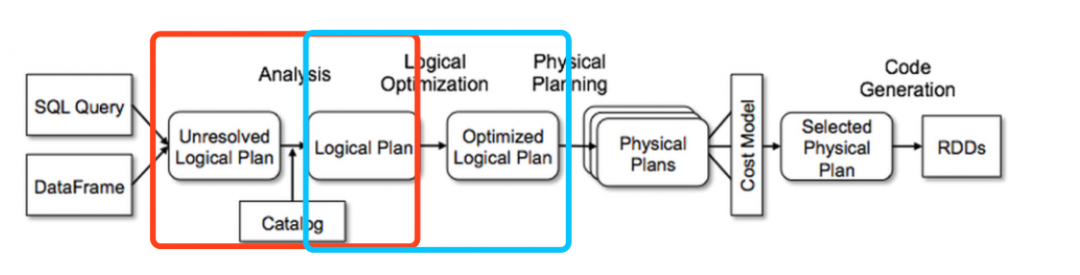 Analysis
Logical
Optimization
Physical
Planning
Code
Generation
SQL Query
DataFrame
Unresolved
Logical Plan
Logical Plan
Optimized
Logical Plan
Physical
Plans
Cost Model
Selected
Physical
Plan
RDDs
Catalog